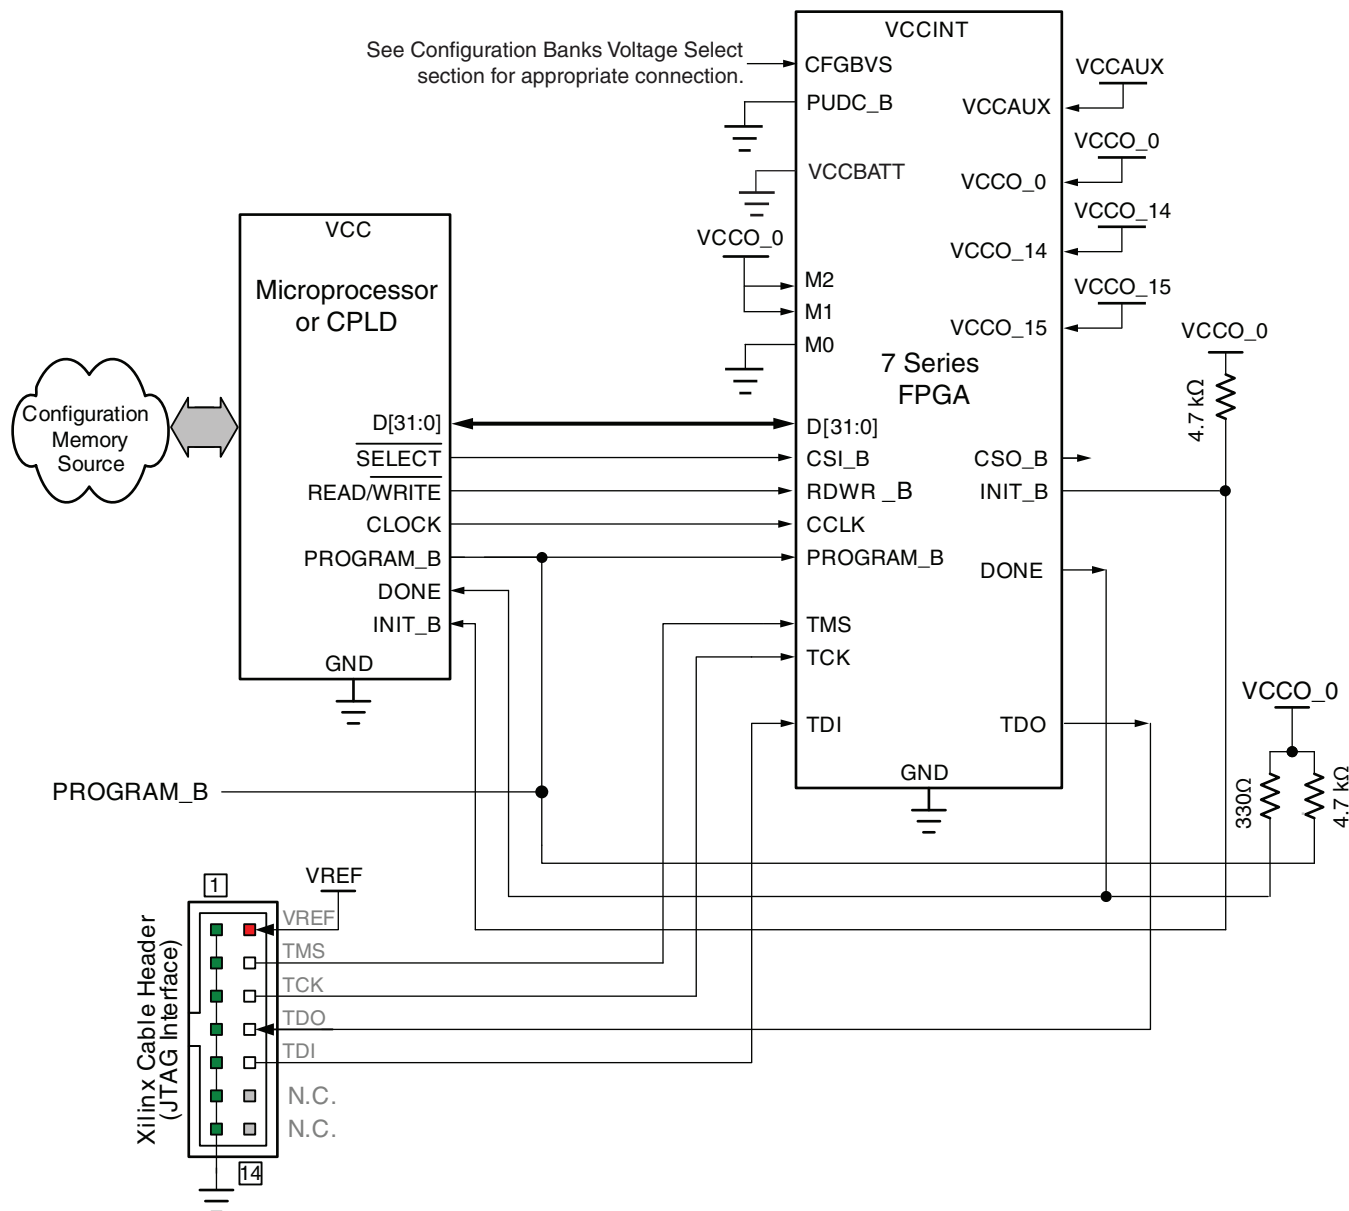 See Configuration Banks Voltage Select
section for appropriate connection.
VCCINT
CFGBVS
PUDC_B
VCCBATT
VCCO_0
M2
M1
M0
VCCAUX
VCCAUX
VCCO_0
VCCO_0
VCCO_14
VCCO_14
VCCO_15
VCCO_15
7 Series
FPGA
VCC
Microprocessor
or CPLD
Configuration
Memory
Source
D[31:0]
SELECT
READ/WRITE
CLOCK
PROGRAM_B
DONE
INIT_B
GND
D[31:0]
CSI_B
RDWR _B
CCLK
PROGRAM_B
TMS
TCK
TDI
CSO_B
INIT_B
DONE
TDO
GND
VCCO_0
4.7 kΩ
VCCO_0
330Ω
4.7 kΩ
PROGRAM_B
1
VREF
VREF
TMS
TCK
TDO
TDI
N.C.
N.C.
14
Xilinx Cable Header
(JTAG Interface)